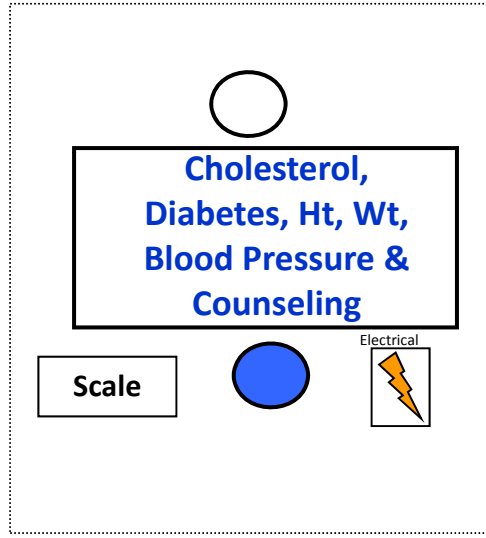 Cholesterol,
Diabetes, Ht, Wt,
Blood Pressure &
Counseling
Electrical
Scale